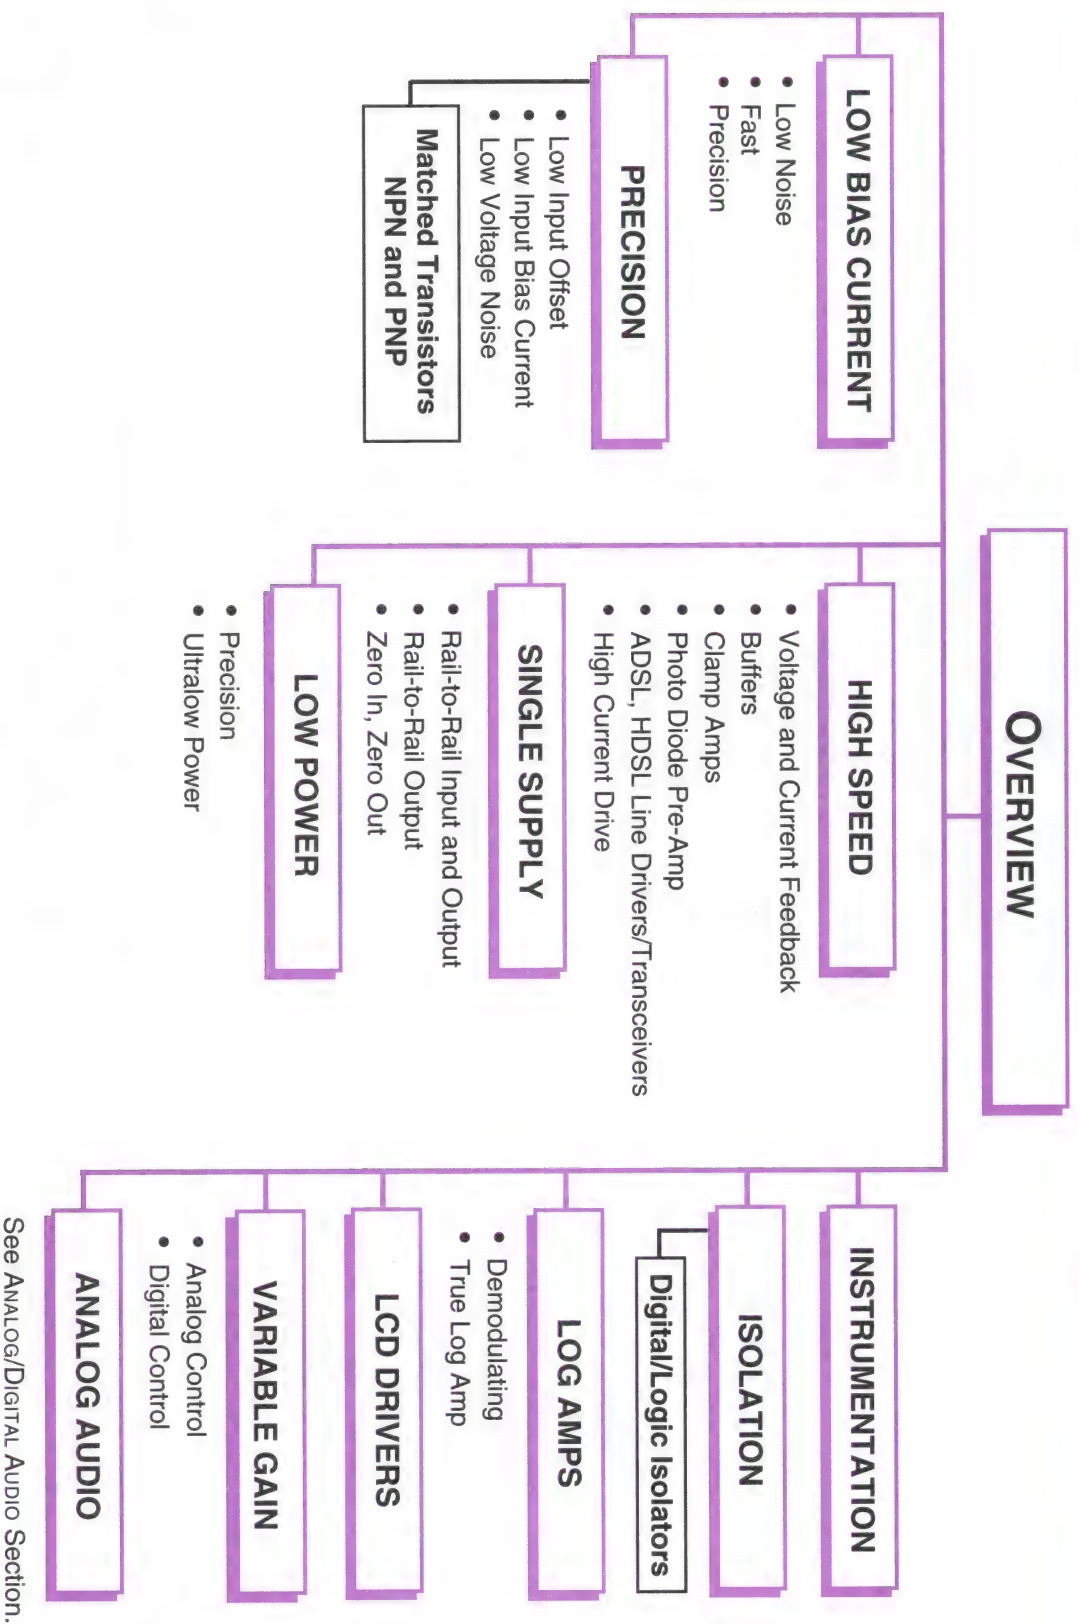 OVERVIEW
LOW BIAS CURRENT
• Low Noise
• Fast
• Precision
PRECISION
• Low Input Offset
• Low Input Bias Current
• Low Voltage Noise
Matched Transistors
NPN and PNP
HIGH SPEED
• Voltage and Current Feedback
• Buffers
• Clamp Amps
• Photo Diode Pre-Amp
• ADSL, HDSL Line Drivers/Transceivers
• High Current Drive
SINGLE SUPPLY
• Rail-to-Rail Input and Output
• Rail-to-Rail Output
• Zero In, Zero Out
LOW POWER
• Precision
• Ultralow Power
INSTRUMENTATION
ISOLATION
Digital/Logic Isolators
LOG AMPS
• Demodulating
• True Log Amp
LCD DRIVERS
VARIABLE GAIN
• Analog Control
• Digital Control
ANALOG AUDIO
See ANALOG/DIGITAL AUDIO Section.